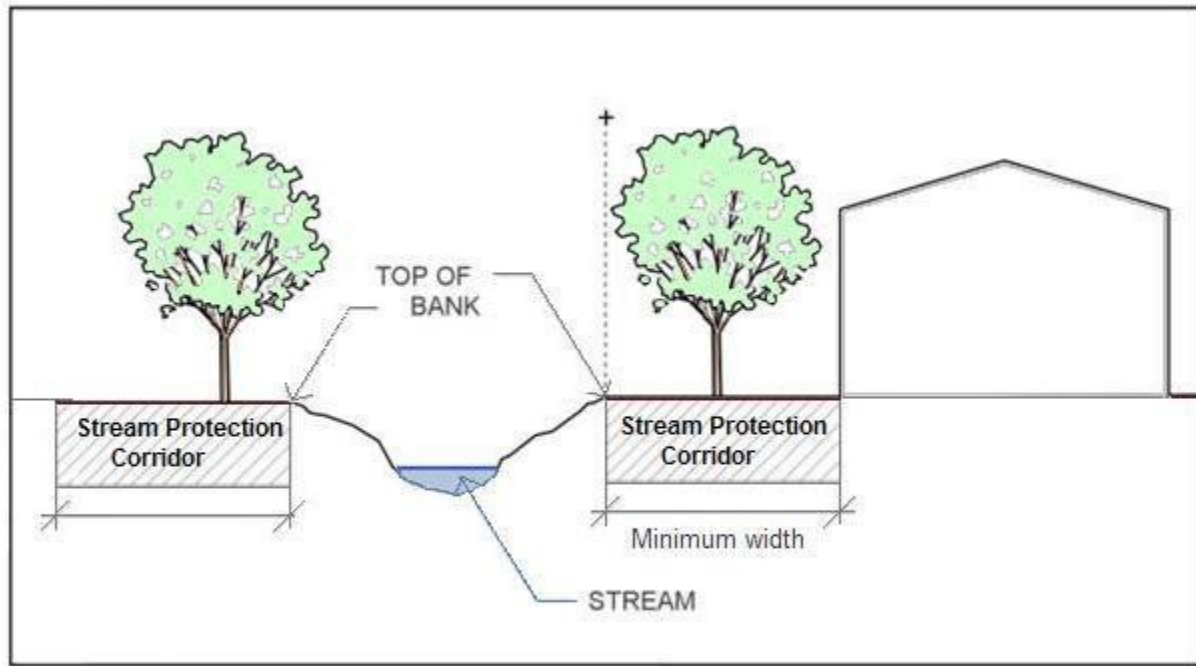 TOP OF
BANK
Stream Protection
Corridor
Stream Protection
Corridor
Minimum width
STREAM